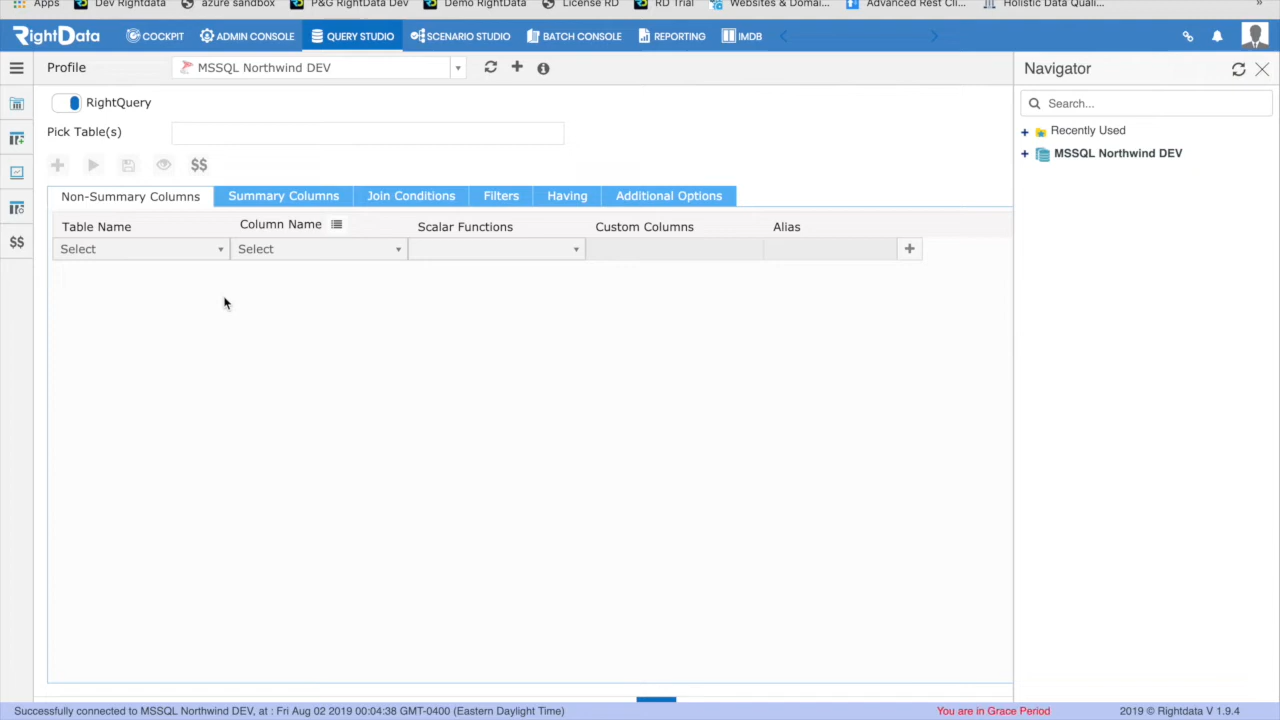 Apps Dev Rightdata azure sandbox P&G RightData Dev Demo RightData License RD RD Trial Websites & Domai... Advanced Rest Cli... Holistic Data Quali... »
RightData COCKPIT ADMIN CONSOLE QUERY STUDIO SCENARIO STUDIO BATCH CONSOLE REPORTING IMDB
Profile MSSQL Northwind DEV
Navigator
RightQuery
Search...
Pick Table(s)
Recently Used
MSSQL Northwind DEV
$$
Non-Summary Columns Summary Columns Join Conditions Filters Having Additional Options
Table Name Column Name Scalar Functions Custom Columns Alias
Select Select
$$
Successfully connected to MSSQL Northwind DEV, at : Fri Aug 02 2019 00:04:38 GMT-0400 (Eastern Daylight Time) You are in Grace Period 2019 © Rightdata V 1.9.4